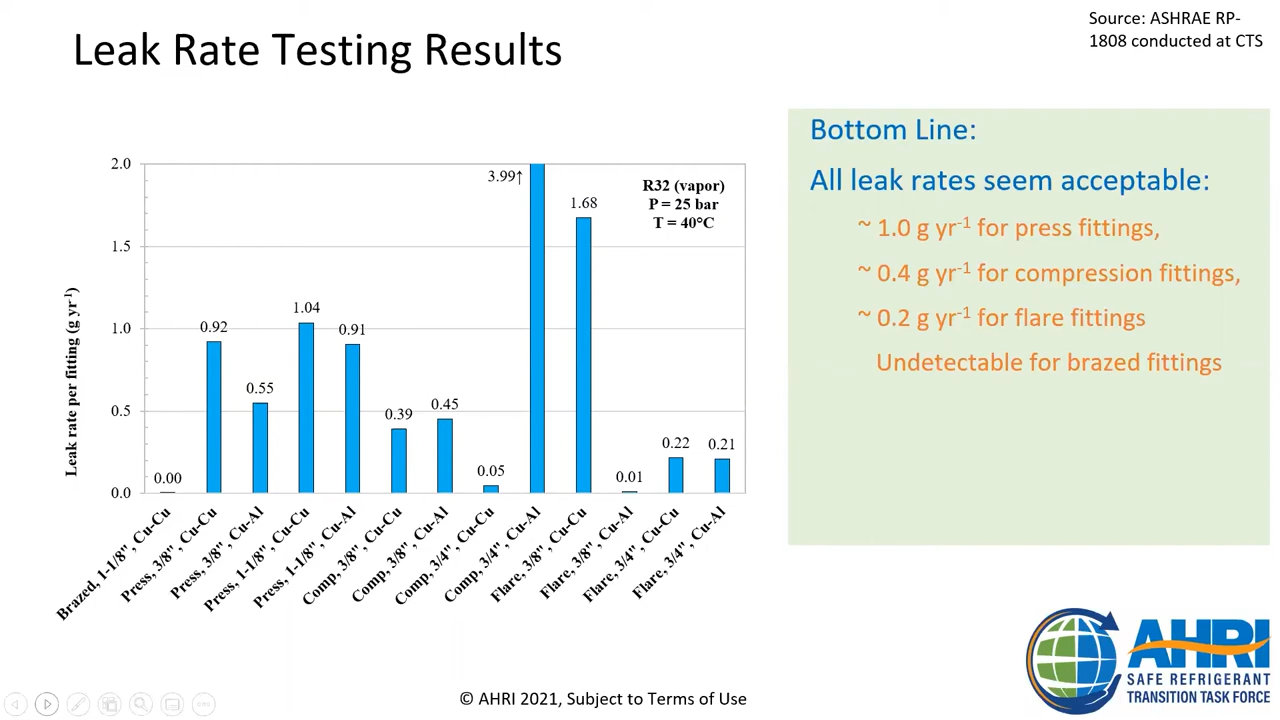 Leak Rate Testing Results
Source: ASHRAE RP-
1808 conducted at CTS
Leak rate per fitting (g yr-1)
2.0
1.5
1.0
0.5
0.0
R32 (vapor)
P = 25 bar
T = 40°C
0.00
0.92
0.55
1.04
0.91
0.39
0.45
0.05
3.99↑
1.68
0.01
0.22
0.21
Brazed, 1-1/8", Cu-Cu
Press, 3/8", Cu-Cu
Press, 3/8", Cu-Al
Press, 1-1/8", Cu-Cu
Press, 1-1/8", Cu-Al
Comp, 3/8", Cu-Cu
Comp, 3/8", Cu-Al
Comp, 3/4", Cu-Cu
Comp, 3/4", Cu-Al
Flare, 3/8", Cu-Cu
Flare, 3/8", Cu-Al
Flare, 3/4", Cu-Cu
Flare, 3/4", Cu-Al
Bottom Line:
All leak rates seem acceptable:
~ 1.0 g yr-1 for press fittings,
~ 0.4 g yr-1 for compression fittings,
~ 0.2 g yr-1 for flare fittings
Undetectable for brazed fittings
© AHRI 2021, Subject to Terms of Use
AHRI
SAFE REFRIGERANT
TRANSITION TASK FORCE